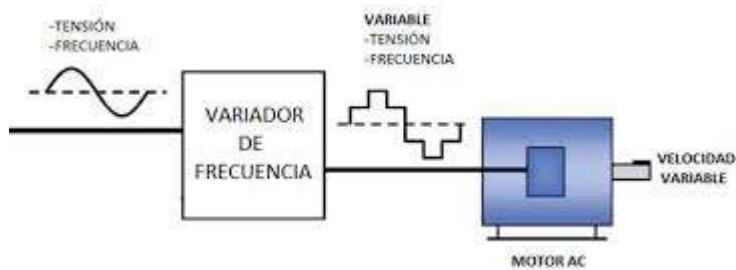 -TENSIÓN
-FRECUENCIA
VARIABLE
-TENSIÓN
-FRECUENCIA
VARIADOR
DE
FRECUENCIA
VELOCIDAD
VARIABLE
MOTOR AC